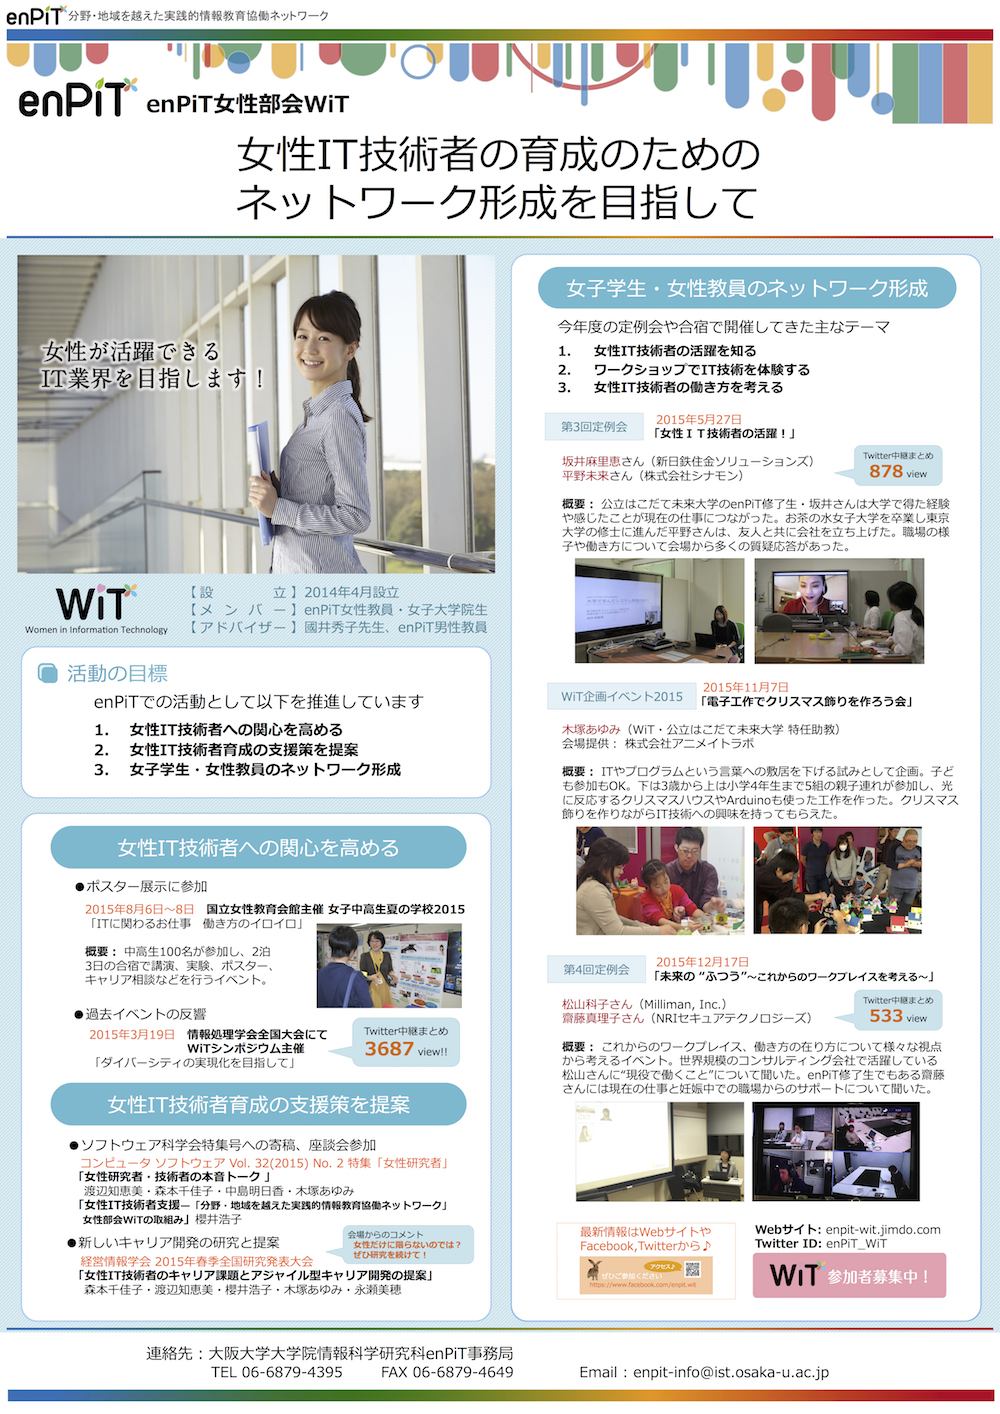 enPiT 分野・地域を越えた実践的情報教育協働ネットワーク
enPiT enPiT女性部会WiT
女性IT技術者の育成のための
ネットワーク形成を目指して
女性が活躍できる
IT業界を目指します！
WiT
Women in Information Technology
【設　　　　立】2014年4月設立
【メ ン バ ー】enPiT女性教員・女子大学院生
【アドバイザー】國井秀子先生、enPiT男性教員
活動の目標
enPiTでの活動として以下を推進しています
1. 女性IT技術者への関心を高める
2. 女性IT技術者育成の支援策を提案
3. 女子学生・女性教員のネットワーク形成
女性IT技術者への関心を高める
●ポスター展示に参加
2015年8月6日～8日 国立女性教育会館主催 女子中高生夏の学校2015
「ITに関わるお仕事　働き方のイロイロ」
概要： 中高生100名が参加し、2泊
3日の合宿で講演、実験、ポスター、
キャリア相談などを行うイベント。
●過去イベントの反響
2015年3月19日 情報処理学会全国大会にて
WiTシンポジウム主催
「ダイバーシティの実現化を目指して」
Twitter中継まとめ
3687 view!!
女性IT技術者育成の支援策を提案
●ソフトウェア科学会特集号への寄稿、座談会参加
コンピュータ ソフトウェア Vol. 32(2015) No. 2 特集「女性研究者」
「女性研究者・技術者の本音トーク 」
渡辺知恵美・森本千佳子・中島明日香・木塚あゆみ
「女性IT技術者支援―「分野・地域を越えた実践的情報教育協働ネットワーク」
女性部会WiTの取組み」櫻井浩子
●新しいキャリア開発の研究と提案
経営情報学会 2015年春季全国研究発表大会
「女性IT技術者のキャリア課題とアジャイル型キャリア開発の提案」
森本千佳子・渡辺知恵美・櫻井浩子・木塚あゆみ・永瀬美穂
会場からのコメント
女性だけに限らないのでは？
ぜひ研究を続けて！
女子学生・女性教員のネットワーク形成
今年度の定例会や合宿で開催してきた主なテーマ
1. 女性IT技術者の活躍を知る
2. ワークショップでIT技術を体験する
3. 女性IT技術者の働き方を考える
第3回定例会
2015年5月27日
「女性ＩＴ技術者の活躍！」
坂井麻里恵さん（新日鉄住金ソリューションズ）
平野未来さん（株式会社シナモン）
Twitter中継まとめ
878 view
概要： 公立はこだて未来大学のenPiT修了生・坂井さんは大学で得た経験
や感じたことが現在の仕事につながった。お茶の水女子大学を卒業し東京
大学の修士に進んだ平野さんは、友人と共に会社を立ち上げた。職場の様
子や働き方について会場から多くの質疑応答があった。
WiT企画イベント2015
2015年11月7日
「電子工作でクリスマス飾りを作ろう会」
木塚あゆみ（WiT・公立はこだて未来大学 特任助教）
会場提供： 株式会社アニメイトラボ
概要： ITやプログラムという言葉への敷居を下げる試みとして企画。子ど
も参加もOK。下は3歳から上は小学4年生まで5組の親子連れが参加し、光
に反応するクリスマスハウスやArduinoも使った工作を作った。クリスマス
飾りを作りながらIT技術への興味を持ってもらえた。
第4回定例会
2015年12月17日
「未来の “ふつう”～これからのワークプレイスを考える～」
松山科子さん（Milliman, Inc.）
齋藤真理子さん（NRIセキュアテクノロジーズ）
Twitter中継まとめ
533 view
概要： これからのワークプレイス、働き方の在り方について様々な視点
から考えるイベント。世界規模のコンサルティング会社で活躍している
松山さんに“現役で働くこと”について聞いた。enPiT修了生でもある齋藤
さんには現在の仕事と妊娠中での職場からのサポートについて聞いた。
最新情報はWebサイトや
Facebook,Twitterから♪
アクセス♪
ぜひご参加ください
https://www.facebook.com/enpit.wit
Webサイト: enpit-wit.jimdo.com
Twitter ID: enPiT_WiT
WiT 参加者募集中！
連絡先：大阪大学大学院情報科学研究科enPiT事務局
TEL 06-6879-4395 FAX 06-6879-4649 Email：enpit-info@ist.osaka-u.ac.jp